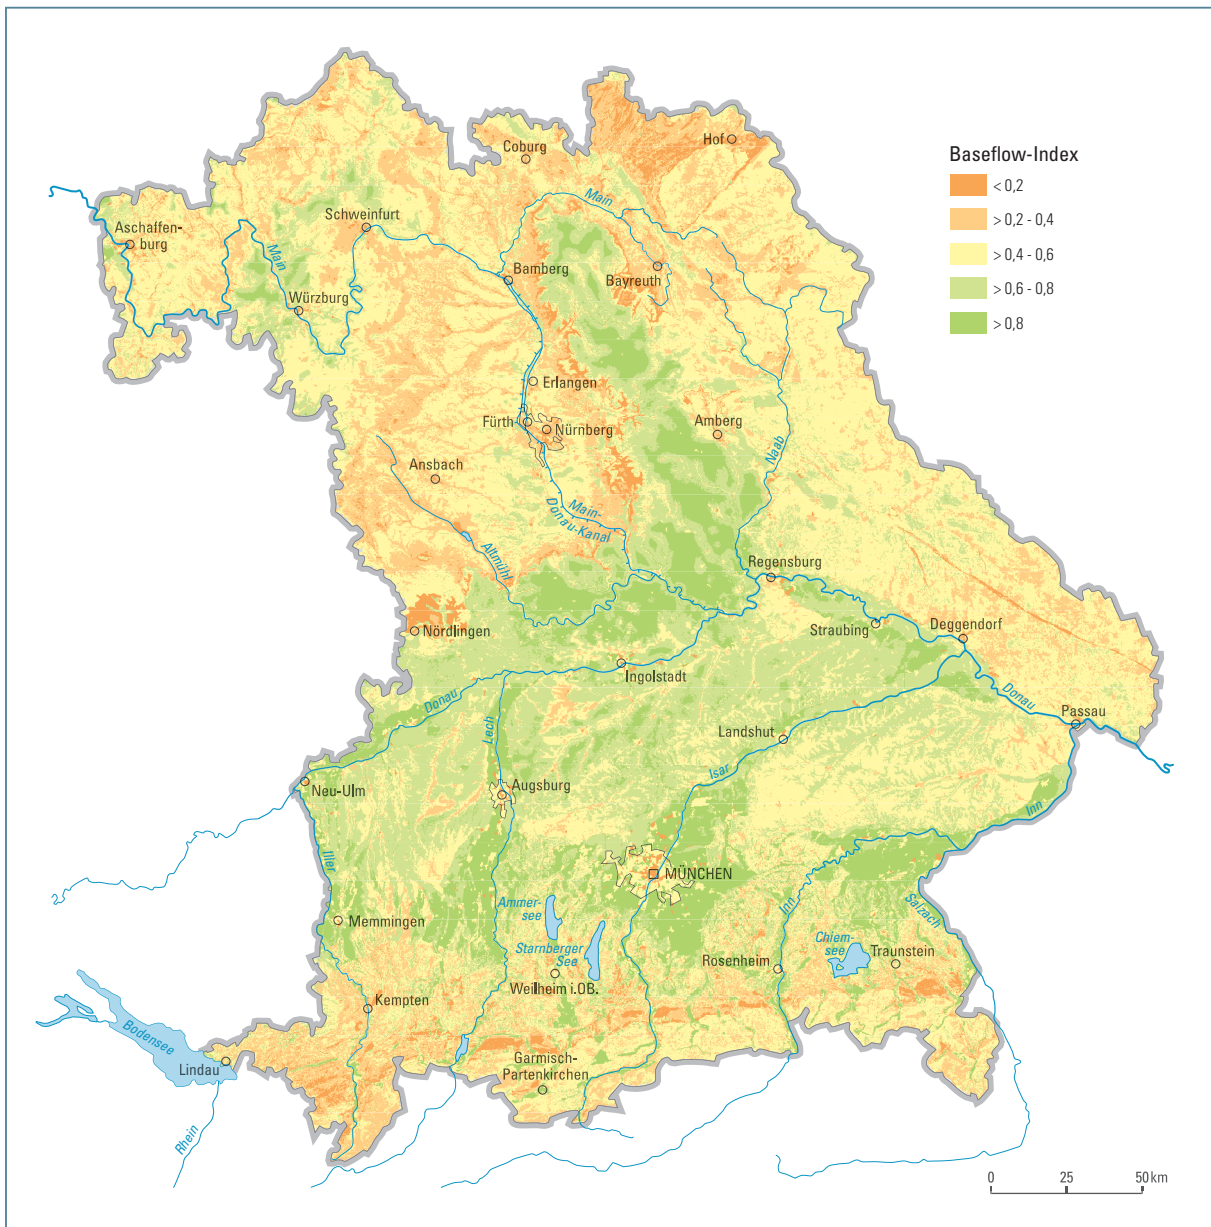 Baseflow-Index
< 0,2
> 0,2 - 0,4
> 0,4 - 0,6
> 0,6 - 0,8
> 0,8
Hof
Coburg
Main
Schweinfurt
Aschaffen-
burg
Main
Bamberg
Bayreuth
Würzburg
Erlangen
Fürth
Nürnberg
Amberg
Naab
Ansbach
Main-
Donau-Kanal
Altmühl
Regensburg
Nördlingen
Straubing
Deggendorf
Ingolstadt
Donau
Donau
Passau
Lech
Landshut
Isar
Neu-Ulm
Augsburg
Inn
Iller
MÜNCHEN
Ammer-
see
Inn
Salzach
Memmingen
Starnberger
See
Chiem-
see
Traunstein
Rosenheim
Weilheim i.OB.
Kempten
Bodensee
Lindau
Garmisch-
Partenkirchen
Rhein
0 25 50 km